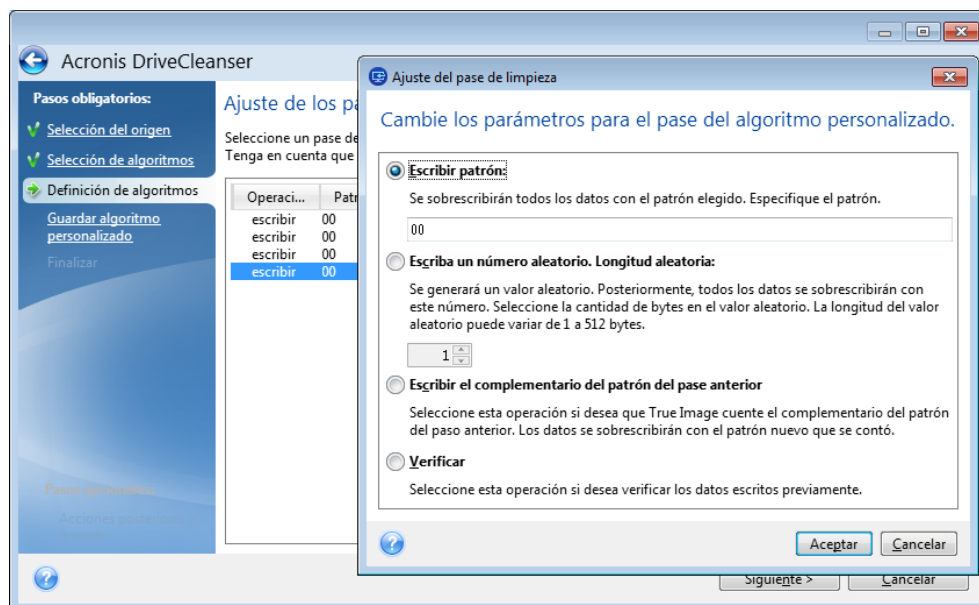 Acronis DriveCleanser
Pasos obligatorios:
Selección del origen
Selección de algoritmos
Definición de algoritmos
Guardar algoritmo
personalizado
Finalizar
Ajuste de los pa
Seleccione un pase de
Tenga en cuenta que
Operaci... Patr
escribir 00
escribir 00
escribir 00
escribir 00
Ajuste del pase de limpieza
Cambie los parámetros para el pase del algoritmo personalizado.
Escribir patrón:
Se sobrescribirán todos los datos con el patrón elegido. Especifique el patrón.
00
Escriba un número aleatorio. Longitud aleatoria:
Se generará un valor aleatorio. Posteriormente, todos los datos se sobrescribirán con
este número. Seleccione la cantidad de bytes en el valor aleatorio. La longitud del valor
aleatorio puede variar de 1 a 512 bytes.
1
Escribir el complementario del patrón del pase anterior
Seleccione esta operación si desea que True Image cuente el complementario del patrón
del paso anterior. Los datos se sobrescribirán con el patrón nuevo que se contó.
Verificar
Seleccione esta operación si desea verificar los datos escritos previamente.
Aceptar Cancelar
Siguiente > Cancelar